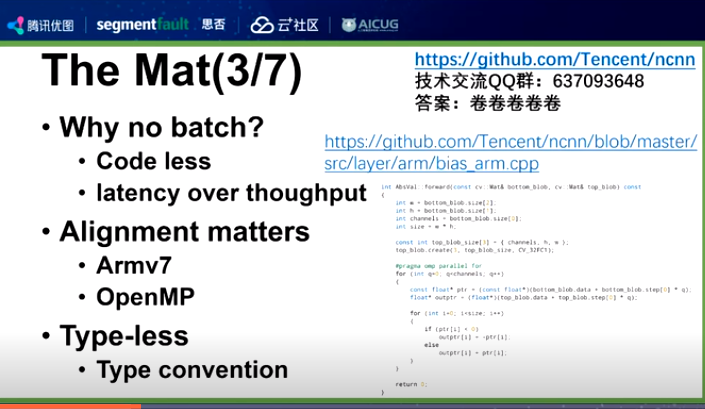 腾讯优图 segmentfault 思否 云+社区 AICUG
The Mat(3/7)
https://github.com/Tencent/ncnn
技术交流QQ群：637093648
答案：卷卷卷卷卷
• Why no batch?
• Code less
• latency over thoughput
• Alignment matters
• Armv7
• OpenMP
• Type-less
• Type convention
https://github.com/Tencent/ncnn/blob/master/
src/layer/arm/bias_arm.cpp
int AbsVal::forward(const cv::Mat& bottom_blob, cv::Mat& top_blob) const
{
int w = bottom_blob.size[2];
int h = bottom_blob.size[1];
int channels = bottom_blob.size[0];
int size = w * h;
const int top_blob_size[3] = { channels, h, w };
top_blob.create(3, top_blob_size, CV_32FC1);
#pragma omp parallel for
for (int q=0; q<channels; q++)
{
const float* ptr = (const float*)(bottom_blob.data + bottom_blob.step[0] * q);
float* outptr = (float*)(top_blob.data + top_blob.step[0] * q);
for (int i=0; i<size; i++)
{
if (ptr[i] < 0)
outptr[i] = -ptr[i];
else
outptr[i] = ptr[i];
}
}
return 0;
}